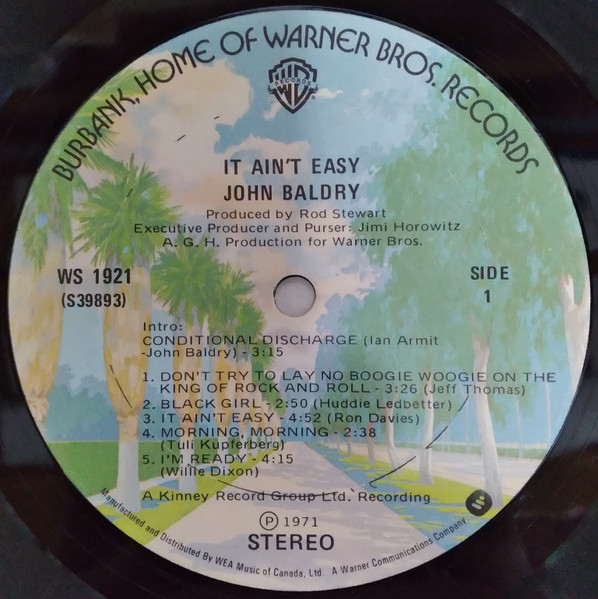 BURBANK, HOME OF WARNER BROS. RECORDS
WB
RECORDS
IT AIN'T EASY
JOHN BALDRY
Produced by Rod Stewart
Executive Producer and Purser: Jimi Horowitz
A. G. H. Production for Warner Bros.
WS 1921
(S39893)
SIDE
1
Intro:
CONDITIONAL DISCHARGE (Ian Armit
-John Baldry) - 3:15
1. DON'T TRY TO LAY NO BOOGIE WOOGIE ON THE
KING OF ROCK AND ROLL - 3:26 (Jeff Thomas)
2. BLACK GIRL - 2:50 (Huddie Ledbetter)
3. IT AIN'T EASY - 4:52 (Ron Davies)
4. MORNING, MORNING - 2:38
(Tuli Kupferberg)
5. I'M READY - 4:15
(Willie Dixon)
A Kinney Record Group Ltd. Recording
℗ 1971
STEREO
Manufactured and Distributed By WEA Music of Canada, Ltd. A Warner Communications Company